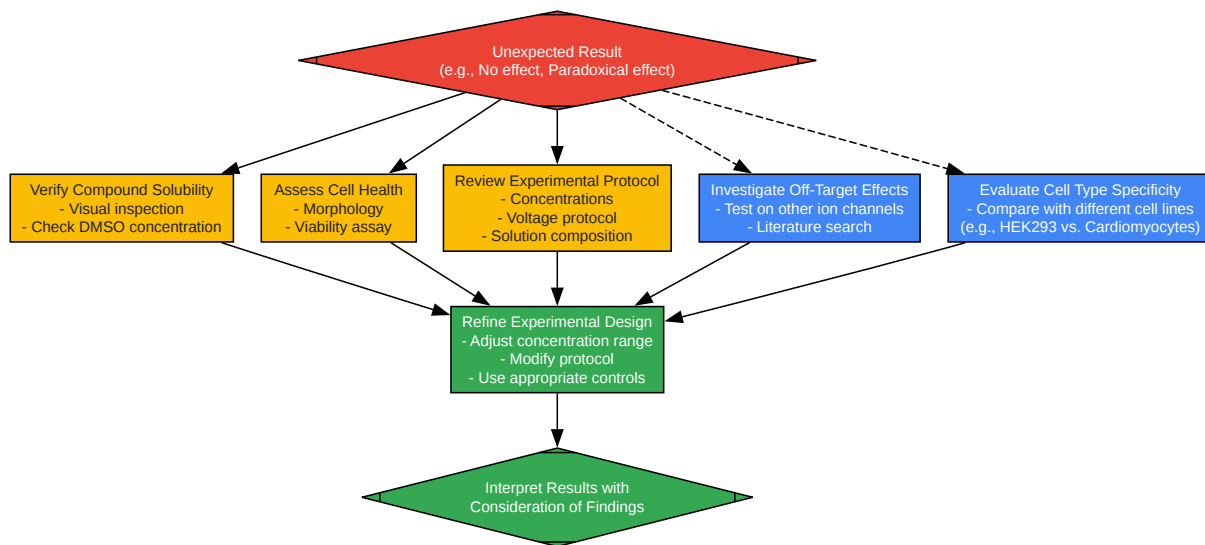 Unexpected Result
(e.g., No effect, Paradoxical effect)
Verify Compound Solubility
- Visual inspection
- Check DMSO concentration
Assess Cell Health
- Morphology
- Viability assay
Review Experimental Protocol
- Concentrations
- Voltage protocol
- Solution composition
Investigate Off-Target Effects
- Test on other ion channels
- Literature search
Evaluate Cell Type Specificity
- Compare with different cell lines
(e.g., HEK293 vs. Cardiomyocytes)
Refine Experimental Design
- Adjust concentration range
- Modify protocol
- Use appropriate controls
Interpret Results with
Consideration of Findings